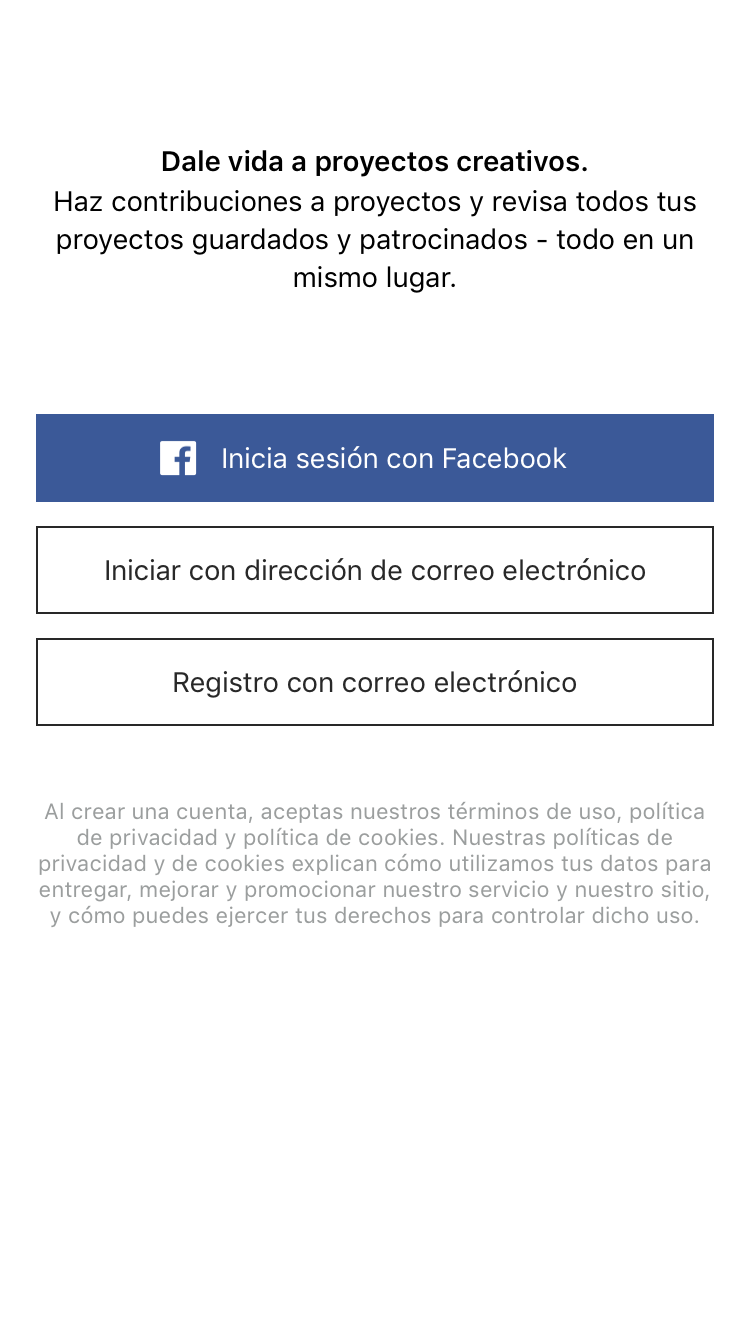 Dale vida a proyectos creativos.
Haz contribuciones a proyectos y revisa todos tus
proyectos guardados y patrocinados - todo en un
mismo lugar.
Inicia sesión con Facebook
Iniciar con dirección de correo electrónico
Registro con correo electrónico
Al crear una cuenta, aceptas nuestros términos de uso, política
de privacidad y política de cookies. Nuestras políticas de
privacidad y de cookies explican cómo utilizamos tus datos para
entregar, mejorar y promocionar nuestro servicio y nuestro sitio,
y cómo puedes ejercer tus derechos para controlar dicho uso.